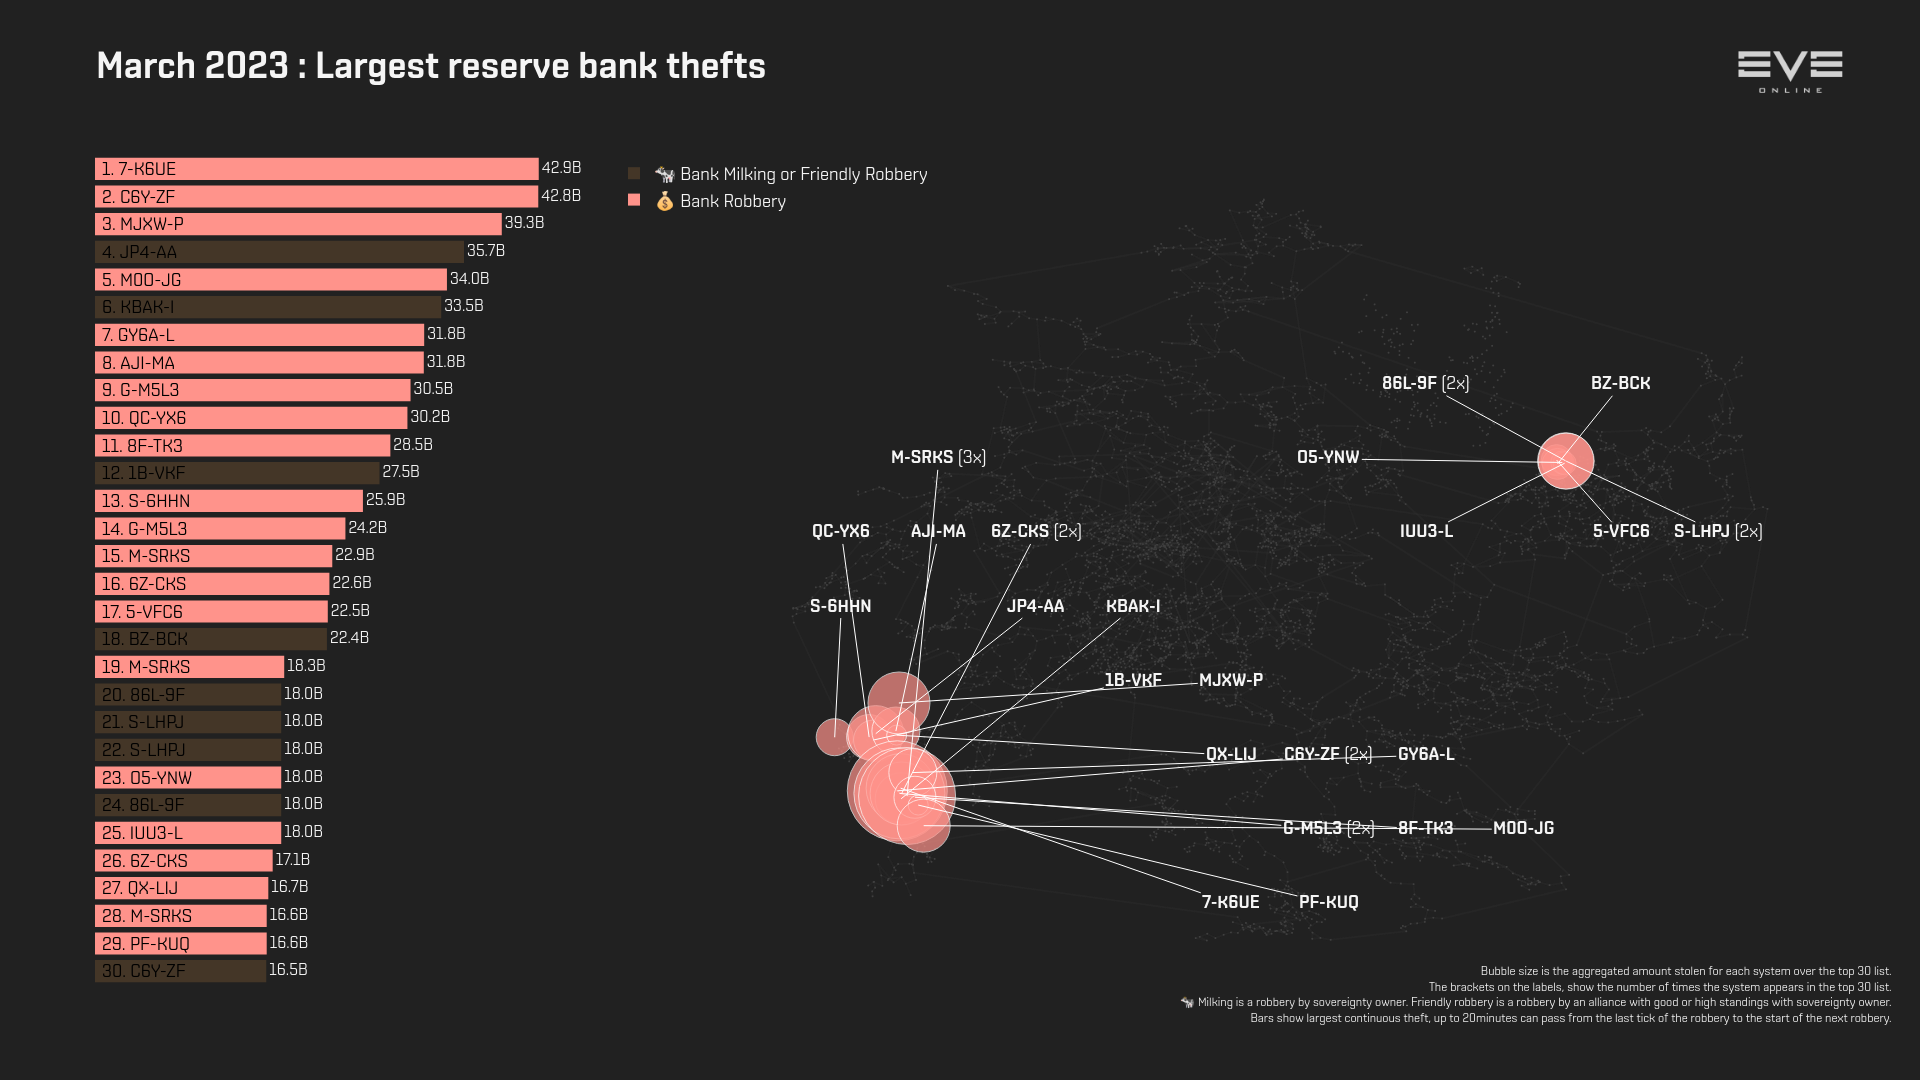 March 2023 : Largest reserve bank thefts
EVE
ONLINE
1. 7-K6UE 42.9B
2. C6Y-ZF 42.8B
3. MJXW-P 39.3B
4. JP4-AA 35.7B
5. M0O-JG 34.0B
6. KBAK-I 33.5B
7. GY6A-L 31.8B
8. AJI-MA 31.8B
9. G-M5L3 30.5B
10. QC-YX6 30.2B
11. 8F-TK3 28.5B
12. 1B-VKF 27.5B
13. S-6HHN 25.9B
14. G-M5L3 24.2B
15. M-SRKS 22.9B
16. 6Z-CKS 22.6B
17. 5-VFC6 22.5B
18. BZ-BCK 22.4B
19. M-SRKS 18.3B
20. 86L-9F 18.0B
21. S-LHPJ 18.0B
22. S-LHPJ 18.0B
23. O5-YNW 18.0B
24. 86L-9F 18.0B
25. IUU3-L 18.0B
26. 6Z-CKS 17.1B
27. QX-LIJ 16.7B
28. M-SRKS 16.6B
29. PF-KUQ 16.6B
30. C6Y-ZF 16.5B
Bank Milking or Friendly Robbery
Bank Robbery
86L-9F (2x) BZ-BCK
M-SRKS (3x) O5-YNW
QC-YX6 AJI-MA 6Z-CKS (2x) IUU3-L 5-VFC6 S-LHPJ (2x)
S-6HHN JP4-AA KBAK-I
1B-VKF MJXW-P
QX-LIJ C6Y-ZF (2x) GY6A-L
G-M5L3 (2x) 8F-TK3 M0O-JG
7-K6UE PF-KUQ
Bubble size is the aggregated amount stolen for each system over the top 30 list.
The brackets on the labels, show the number of times the system appears in the top 30 list.
Milking is a robbery by sovereignty owner. Friendly robbery is a robbery by an alliance with good or high standings with sovereignty owner.
Bars show largest continuous theft, up to 20minutes can pass from the last tick of the robbery to the start of the next robbery.